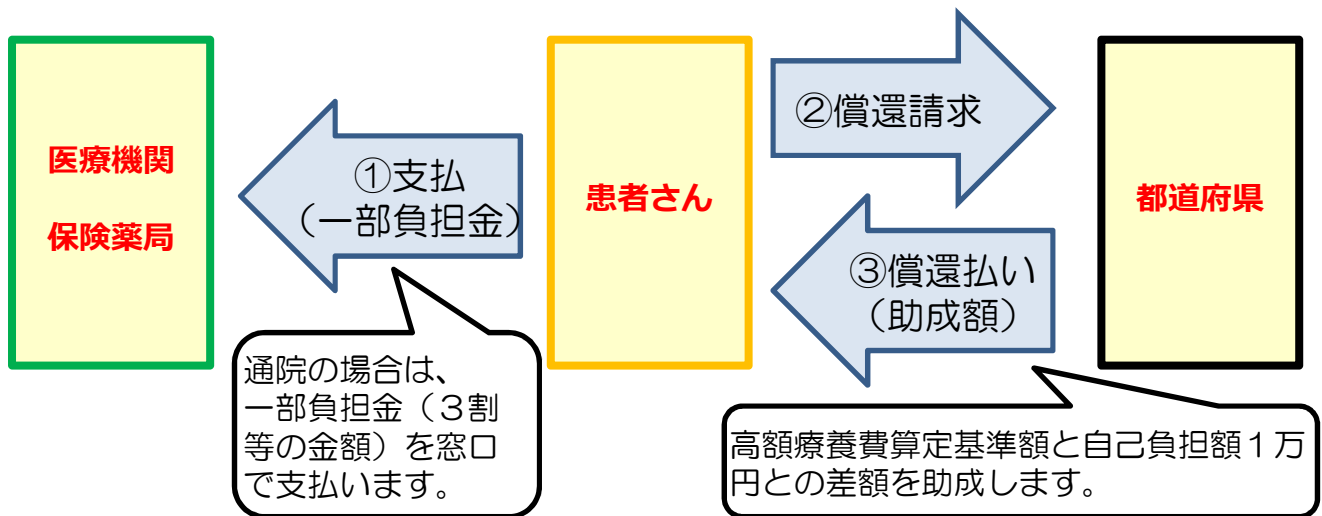 医療機関
保険薬局
①支払
（一部負担金）
通院の場合は、
一部負担金（３割
等の金額）を窓口
で支払います。
患者さん
②償還請求
③償還払い
（助成額）
都道府県
高額療養費算定基準額と自己負担額１万
円との差額を助成します。